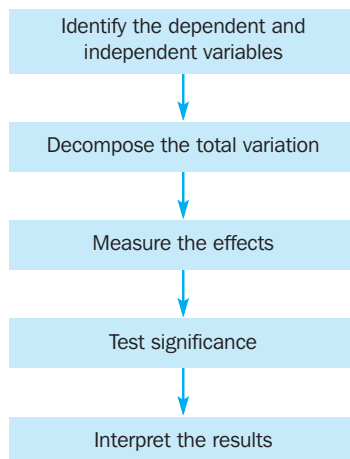 Identify the dependent and
independent variables
Decompose the total variation
Measure the effects
Test significance
Interpret the results